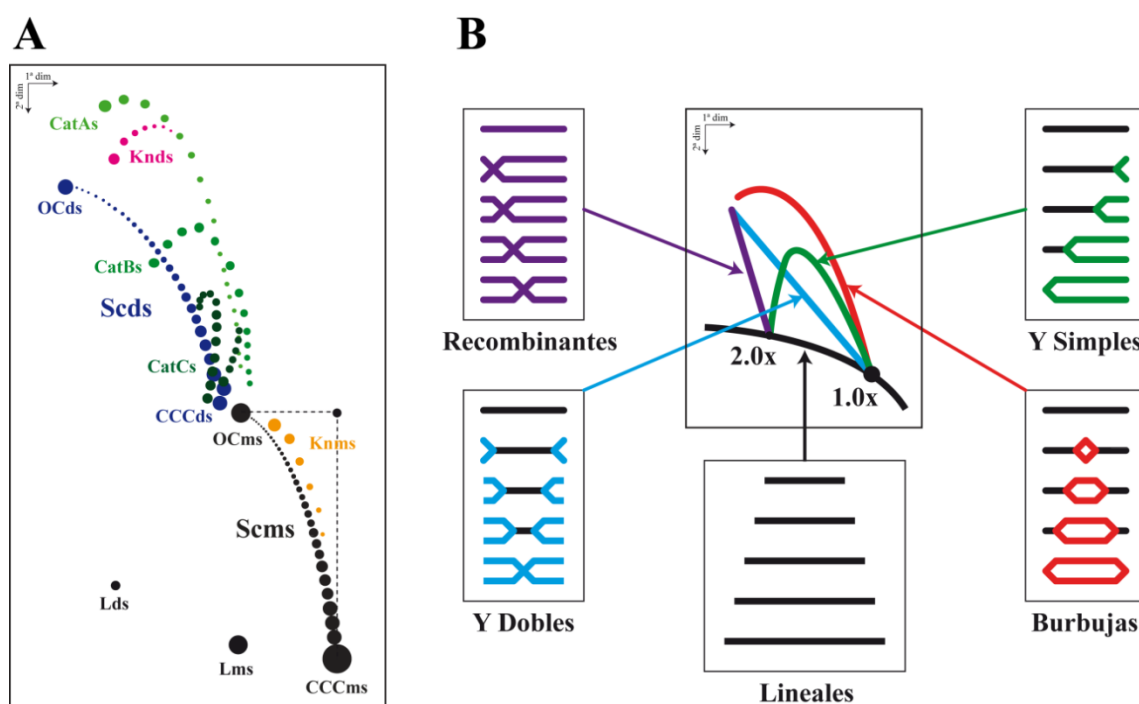 A
1ª dim
2ª dim
CatAs
Knds
OCds
CatBs
Scds
CatCs
CCCds
OCms
Knms
Scms
Lds
Lms
CCCms
B
1ª dim
2ª dim
Recombinantes
Y Simples
2.0x
1.0x
Y Dobles
Burbujas
Lineales